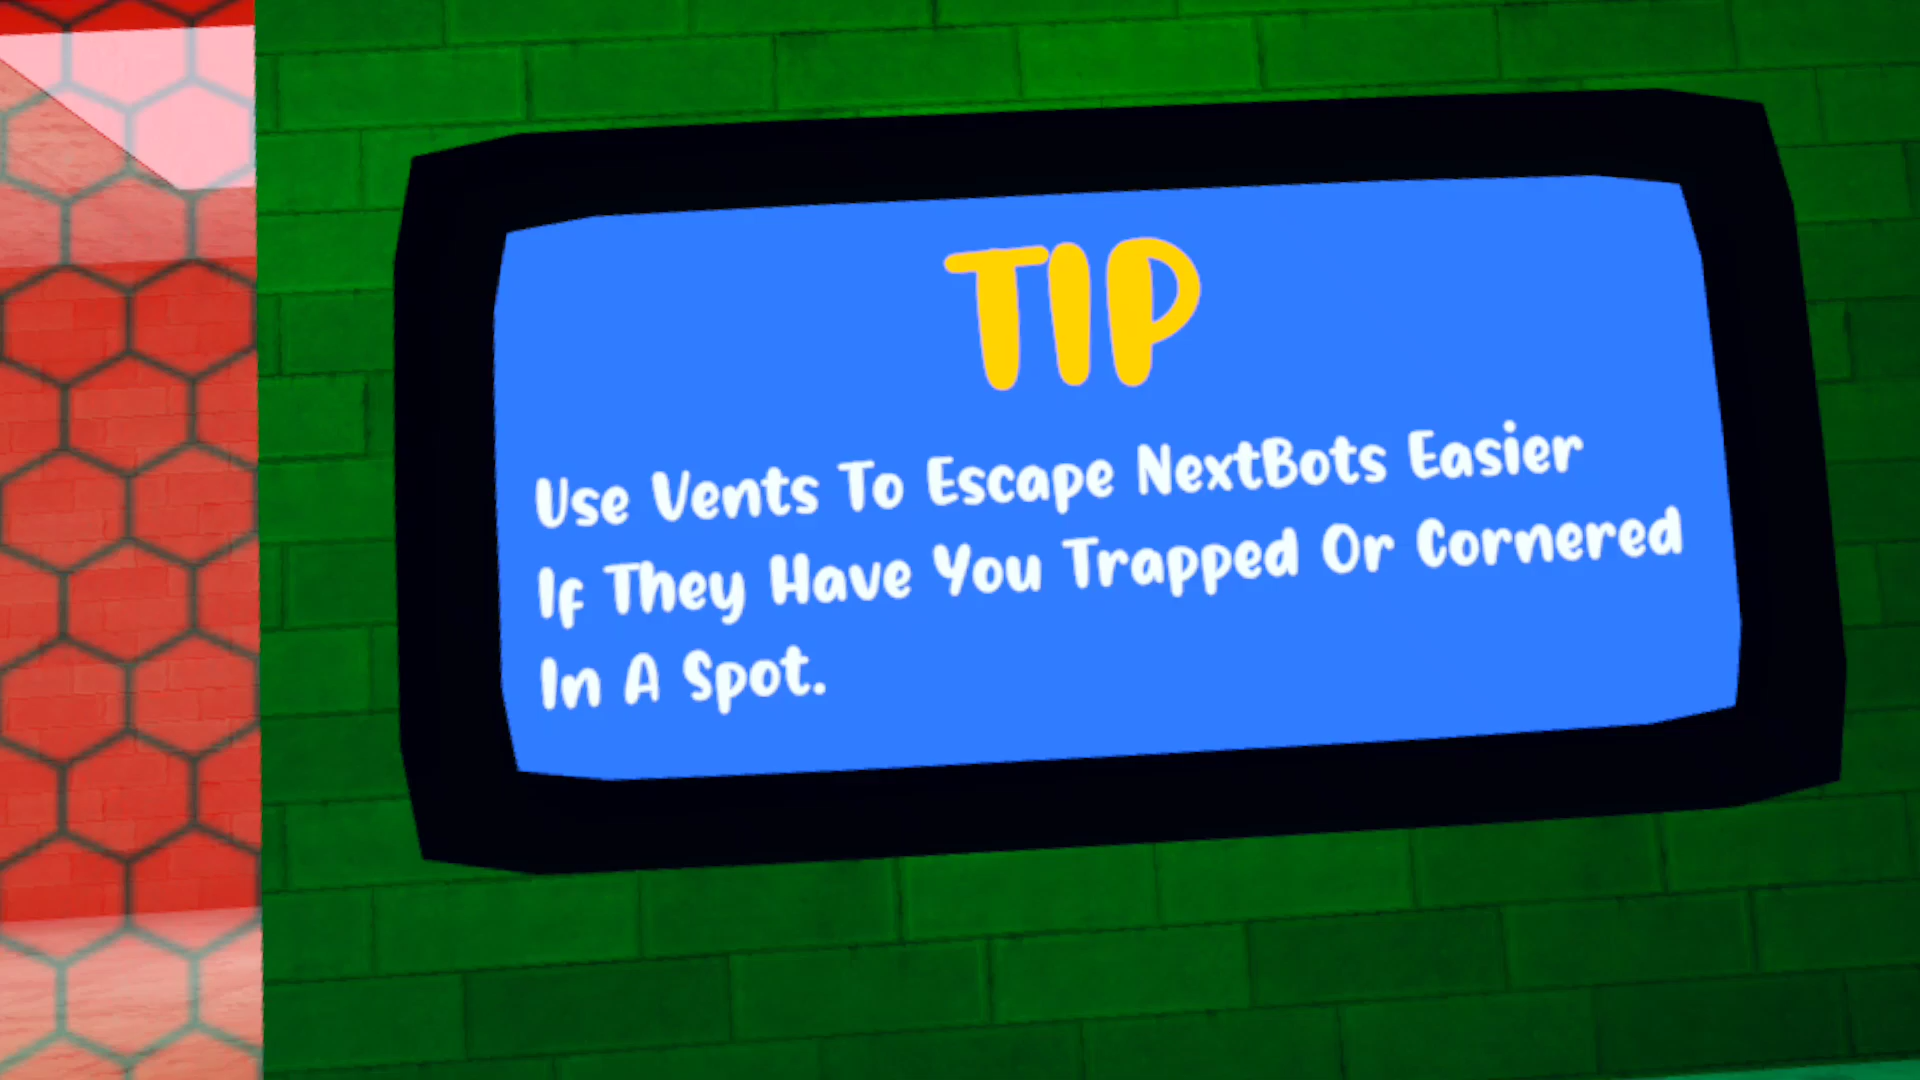 TIP
Use Vents To Escape NextBots Easier
If They Have You Trapped Or Cornered
In A Spot.